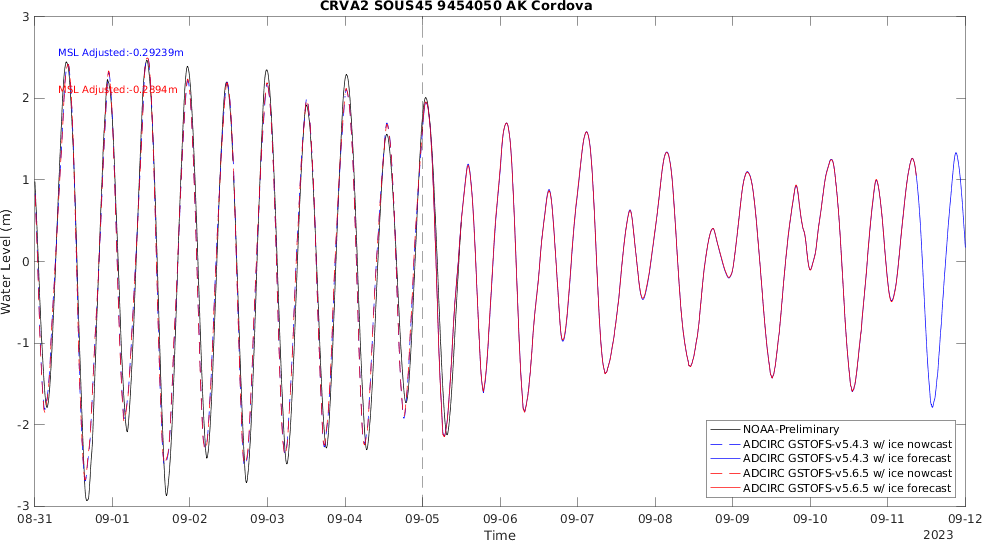 CRVA2 SOUS45 9454050 AK Cordova
MSL Adjusted:-0.29239m
MSL Adjusted:-0.2894m
Water Level (m)
3
2
1
0
-1
-2
-3
08-31
09-01
09-02
09-03
09-04
09-05
09-06
09-07
09-08
09-09
09-10
09-11
09-12
Time
2023
NOAA-Preliminary
ADCIRC GSTOFS-v5.4.3 w/ ice nowcast
ADCIRC GSTOFS-v5.4.3 w/ ice forecast
ADCIRC GSTOFS-v5.6.5 w/ ice nowcast
ADCIRC GSTOFS-v5.6.5 w/ ice forecast